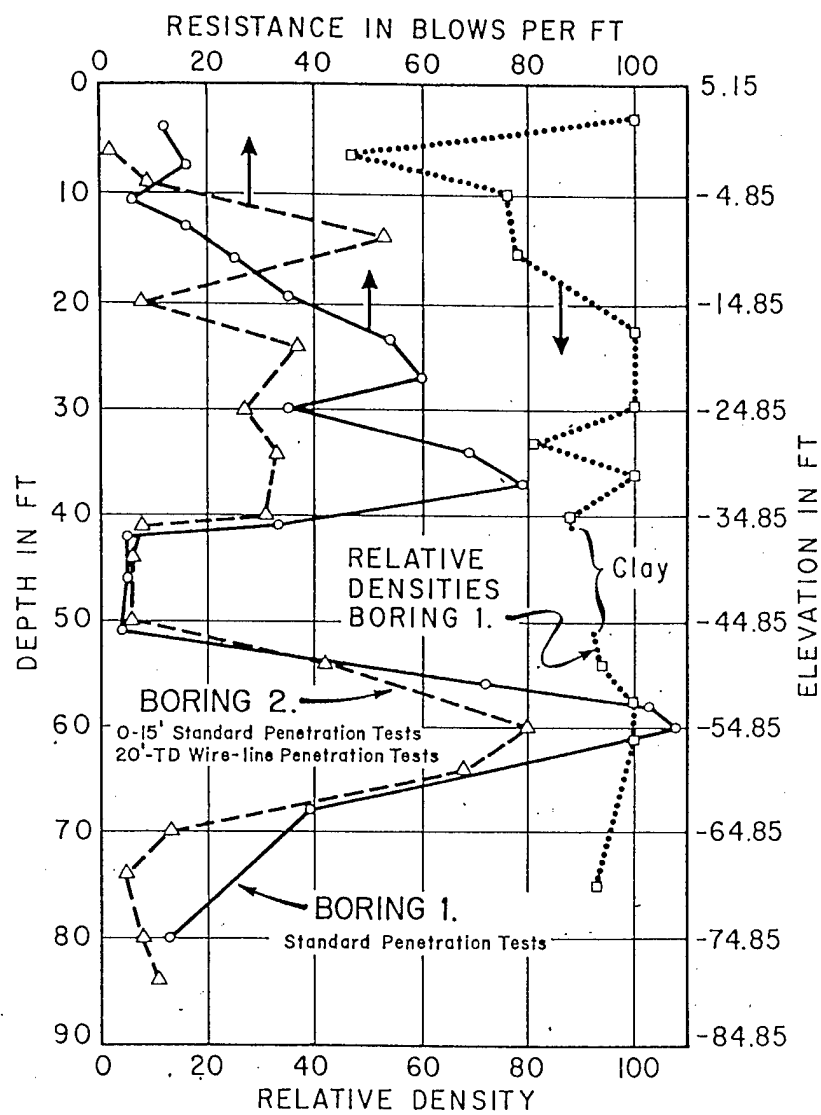 RESISTANCE IN BLOWS PER FT
0 20 40 60 80 100
0 5.15
10 -4.85
20 -14.85
30 -24.85
40 -34.85
50 -44.85
60 -54.85
70 -64.85
80 -74.85
90 -84.85
DEPTH IN FT
ELEVATION IN FT
RELATIVE
DENSITIES
BORING 1.
Clay
BORING 2.
0-15' Standard Penetration Tests
20'-TD Wire-line Penetration Tests
BORING 1.
Standard Penetration Tests
0 20 40 60 80 100
RELATIVE DENSITY